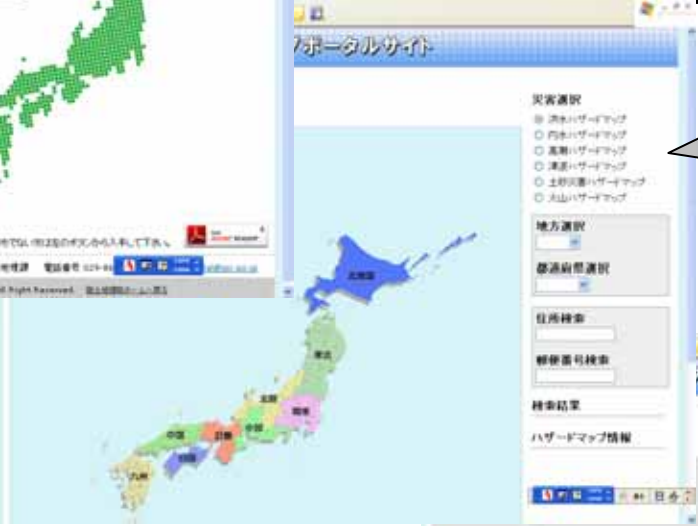 プポータルサイト
災害選択
洪水ハザードマップ
内水ハザードマップ
高潮ハザードマップ
津波ハザードマップ
土砂災害ハザードマップ
火山ハザードマップ
地方選択
都道府県選択
住所検索
郵便番号検索
検索結果
ハザードマップ情報
北海道
東北
北陸
関東
中部
近畿
中国
四国
九州
電話番号